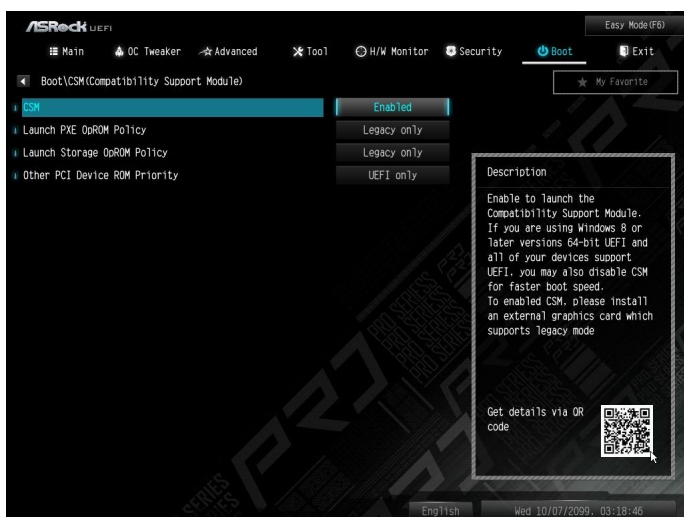 ASRock UEFI
Easy Mode(F6)
Main OC Tweaker Advanced Tool H/W Monitor Security Boot Exit
Boot\CSM(Compatibility Support Module)
My Favorite
CSM Enabled
Launch PXE OpROM Policy Legacy only
Launch Storage OpROM Policy Legacy only
Other PCI Device ROM Priority UEFI only
Description
Enable to launch the
Compatibility Support Module.
If you are using Windows 8 or
later versions 64-bit UEFI and
all of your devices support
UEFI, you may also disable CSM
for faster boot speed.
To enabled CSM, please install
an external graphics card which
supports legacy mode
Get details via QR
code
PRO SERIES
English
Wed 10/07/2099. 03:18:46